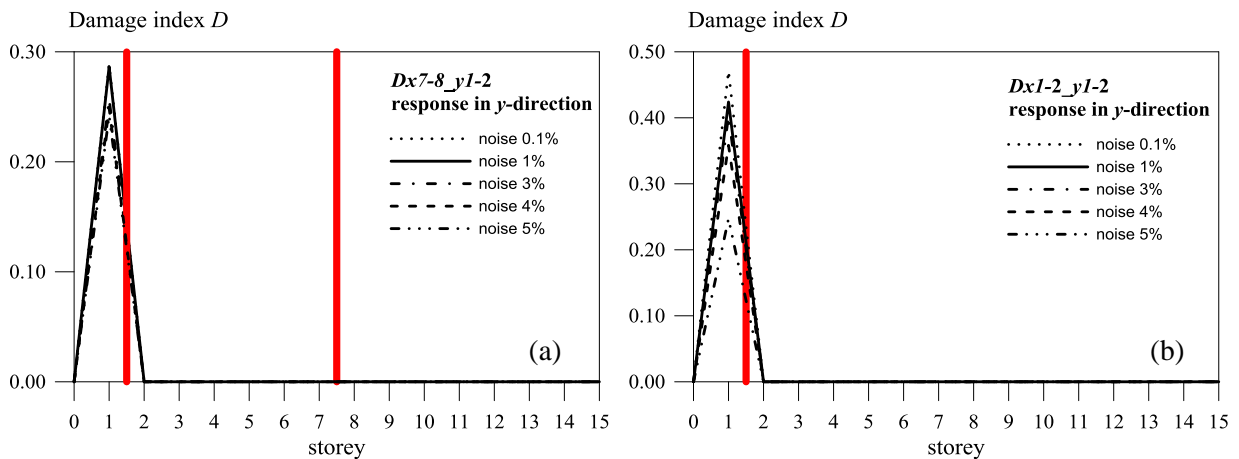 Damage index D
0.30
0.20
0.10
0.00
Dx7-8_y1-2
response in y-direction
noise 0.1%
noise 1%
noise 3%
noise 4%
noise 5%
(a)
0 1 2 3 4 5 6 7 8 9 10 11 12 13 14 15
storey
Damage index D
0.50
0.40
0.30
0.20
0.10
0.00
Dx1-2_y1-2
response in y-direction
noise 0.1%
noise 1%
noise 3%
noise 4%
noise 5%
(b)
0 1 2 3 4 5 6 7 8 9 10 11 12 13 14 15
storey